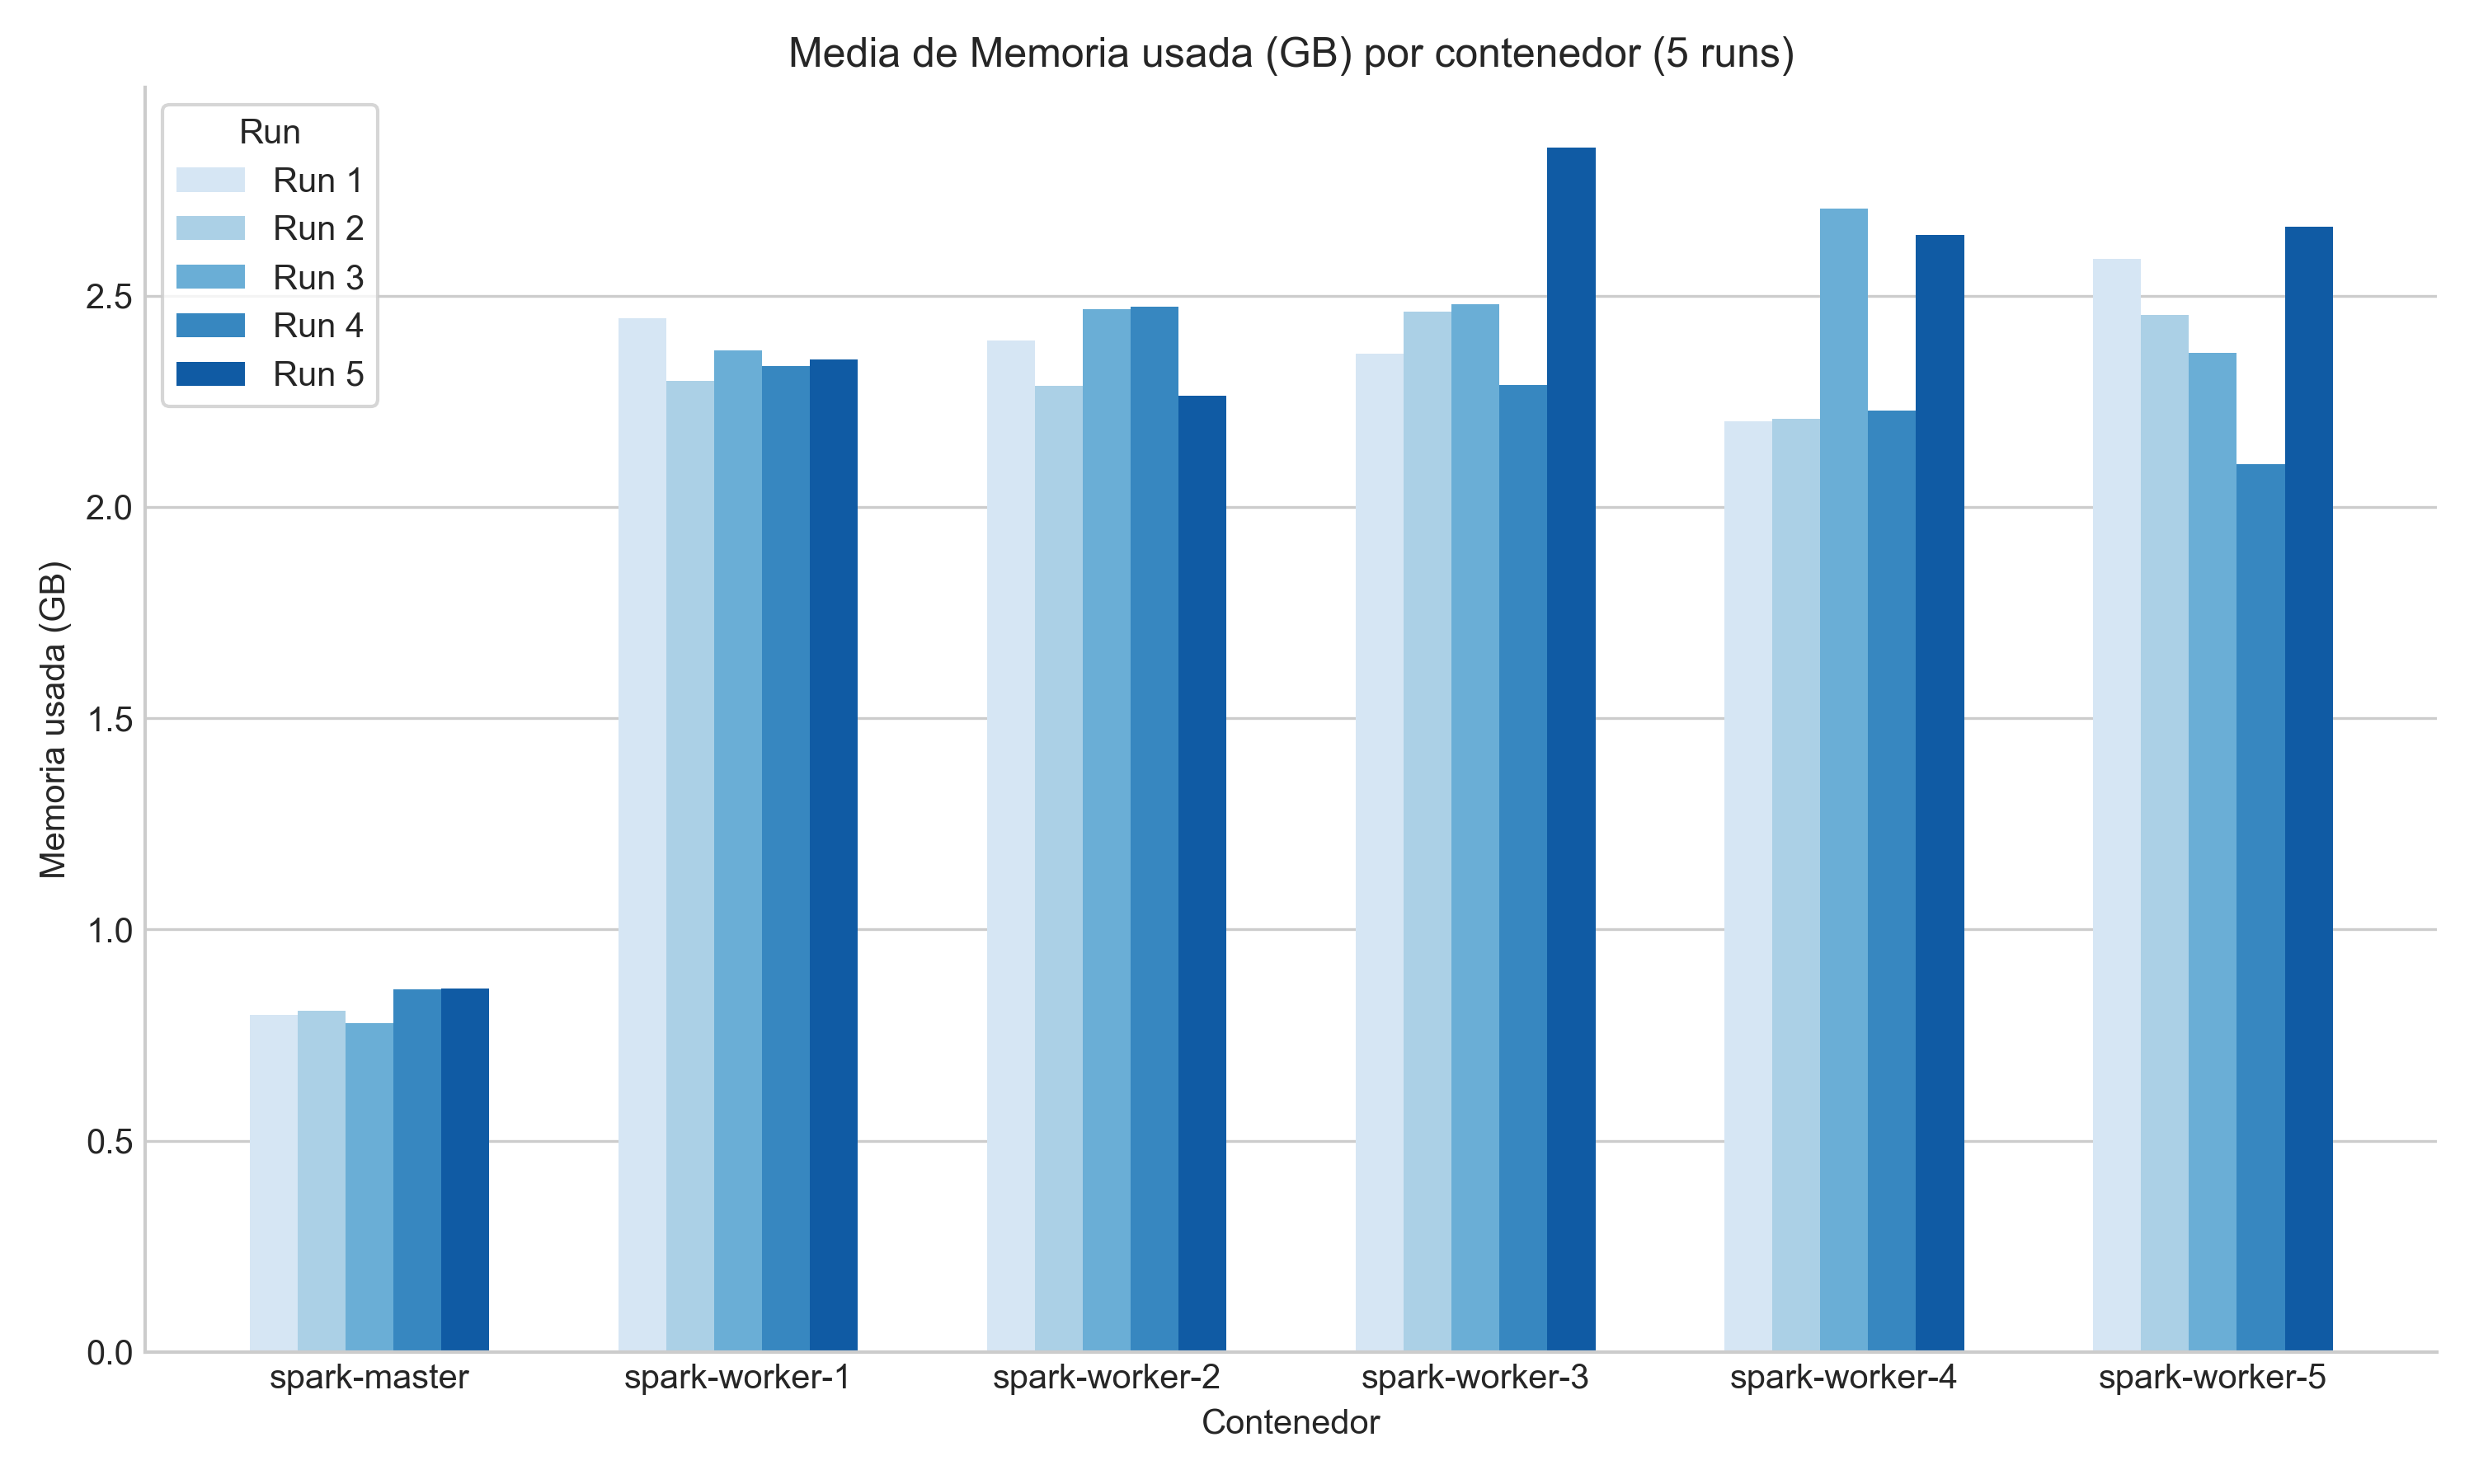 Media de Memoria usada (GB) por contenedor (5 runs)
Run
Run 1
Run 2
Run 3
Run 4
Run 5
Memoria usada (GB)
2.5
2.0
1.5
1.0
0.5
0.0
spark-master
spark-worker-1
spark-worker-2
spark-worker-3
spark-worker-4
spark-worker-5
Contenedor